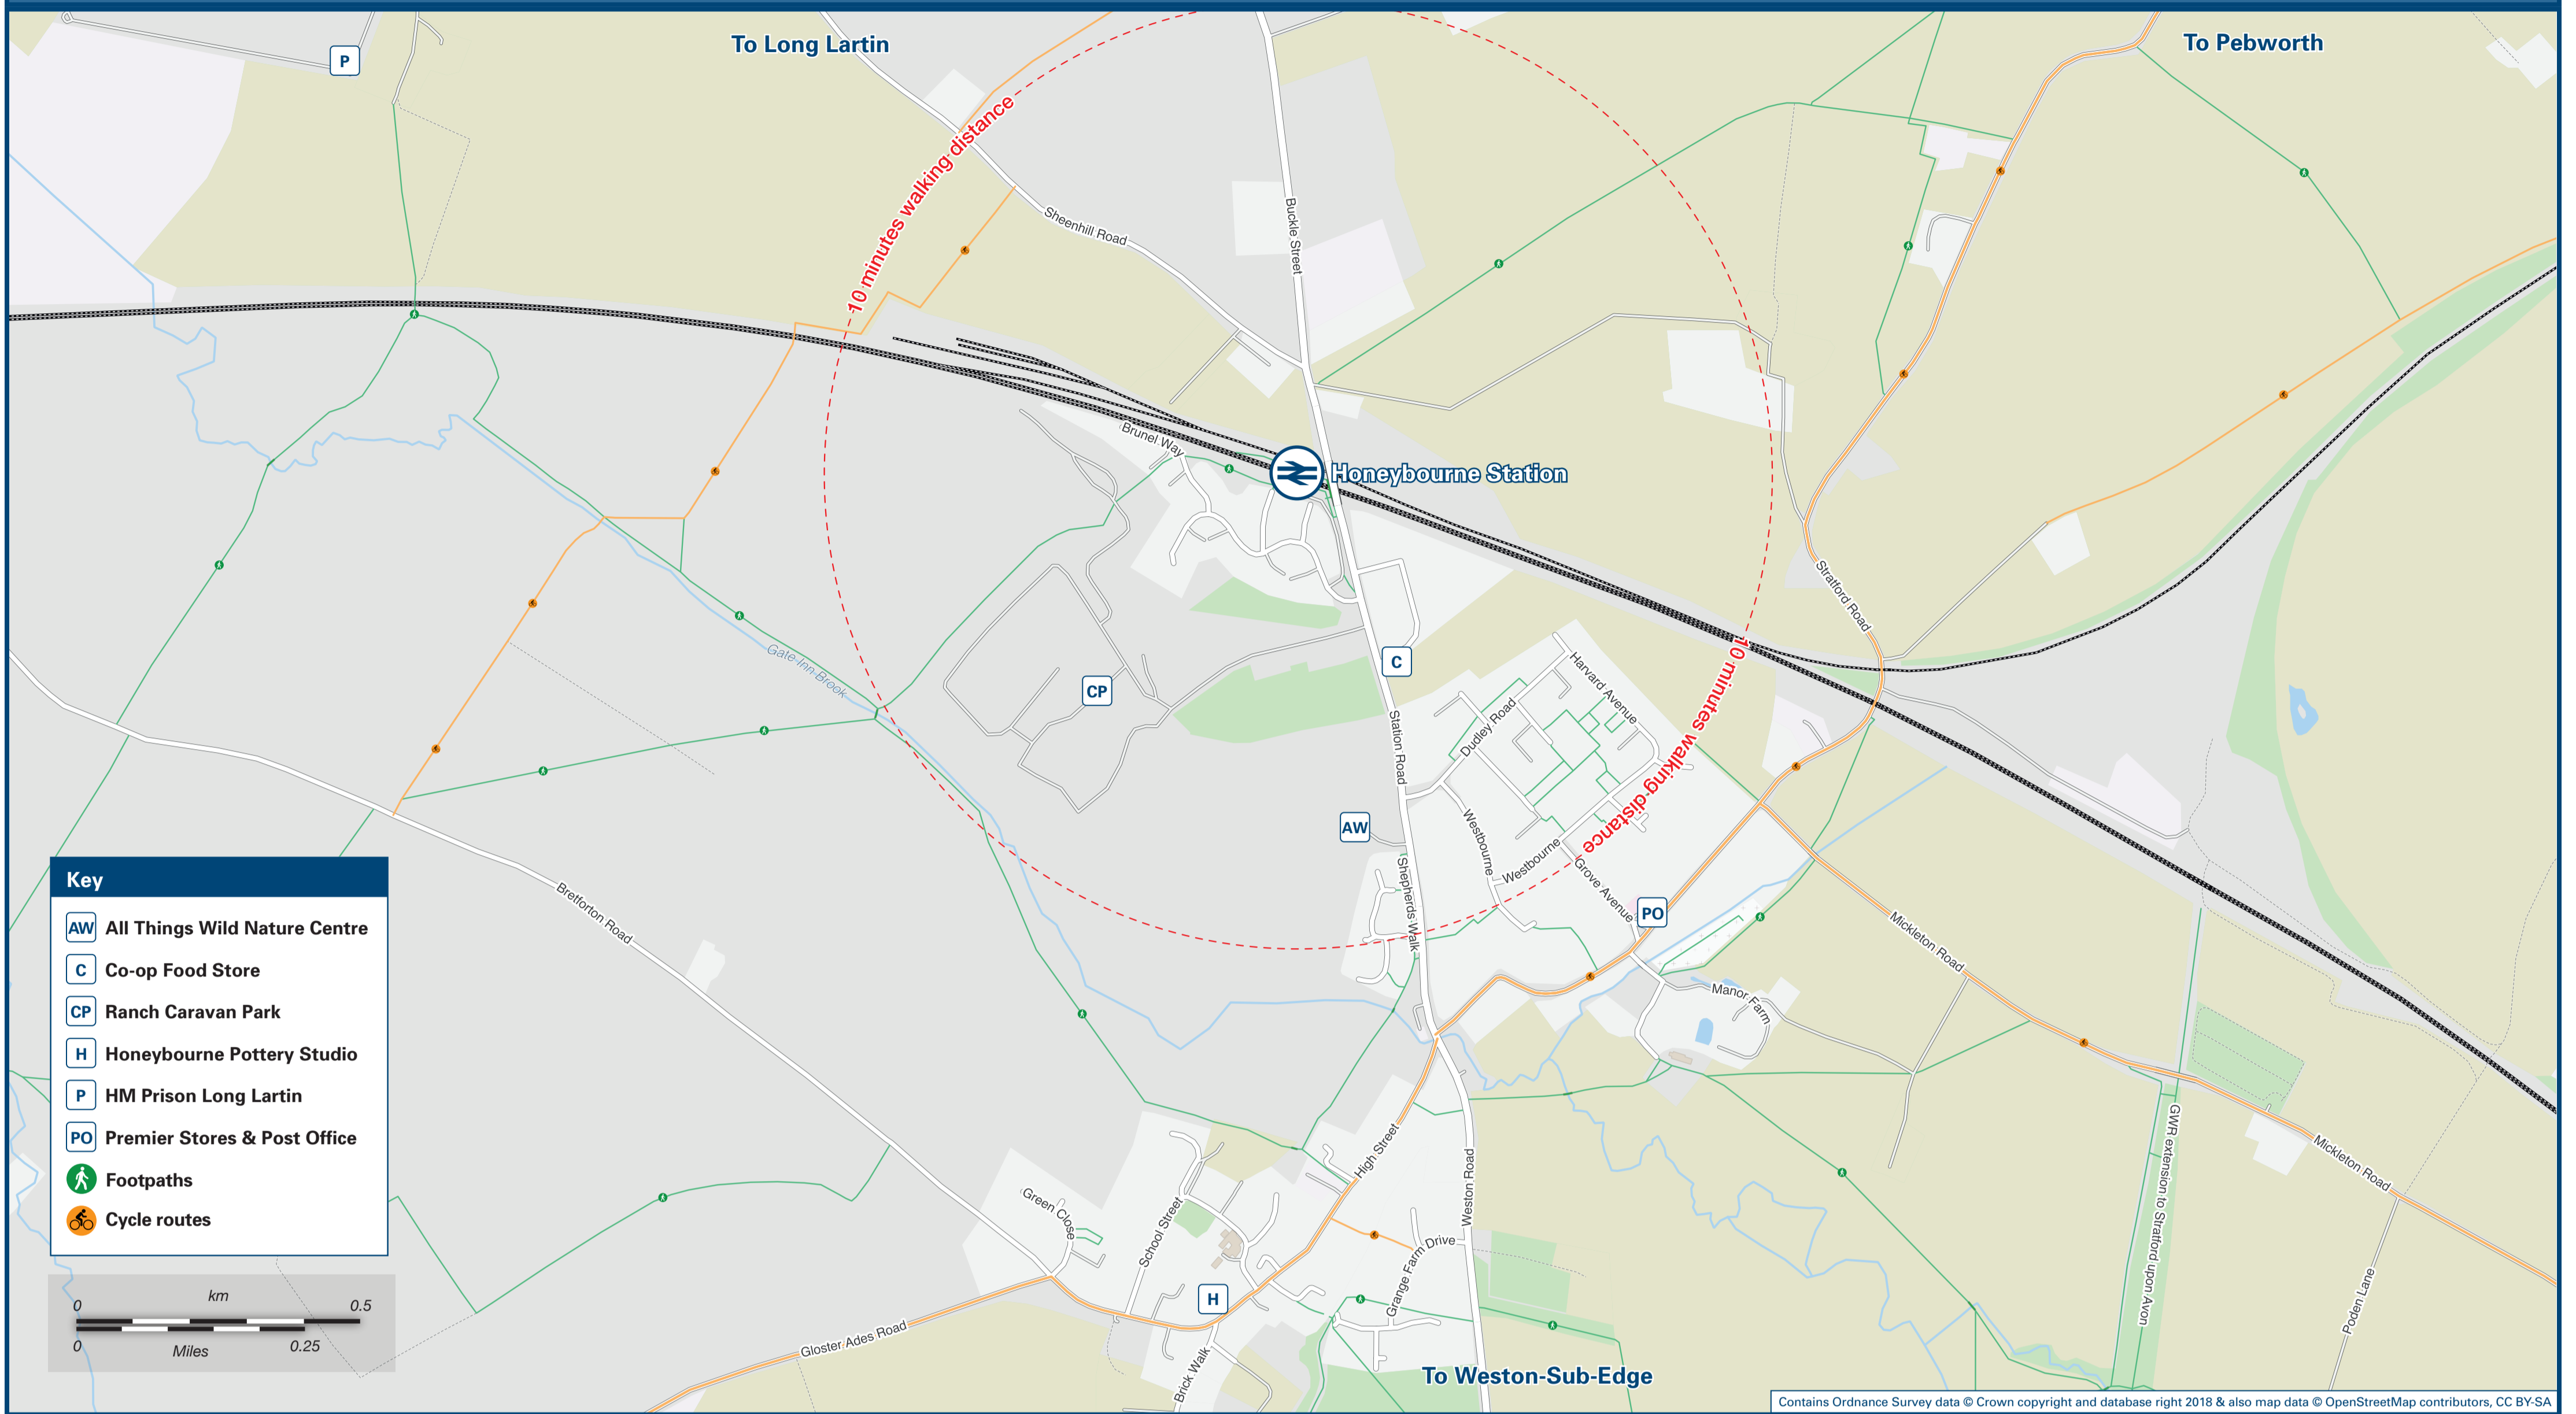 To Long Lartin
To Pebworth
P
10 minutes walking distance
Sheenhill Road
Buckle Street
Brunel Way
Honeybourne Station
Stratford Road
Gate Inn Brook
CP
C
Station Road
Harvard Avenue
Dudley Road
10 minutes walking distance
AW
Westbourne
Westbourne
Grove Avenue
Shepherds Walk
PO
Bretforton Road
Mickleton Road
Manor Farm
High Street
Weston Road
Green Close
School Street
Grange Farm Drive
H
Gloster Ades Road
Brick Walk
To Weston-Sub-Edge
GWR extension to Stratford upon Avon
Mickleton Road
Poden Lane
Key
AW All Things Wild Nature Centre
C Co-op Food Store
CP Ranch Caravan Park
H Honeybourne Pottery Studio
P HM Prison Long Lartin
PO Premier Stores & Post Office
Footpaths
Cycle routes
km
0 0.5
0 0.25
Miles
Contains Ordnance Survey data © Crown copyright and database right 2018 & also map data © OpenStreetMap contributors, CC BY-SA